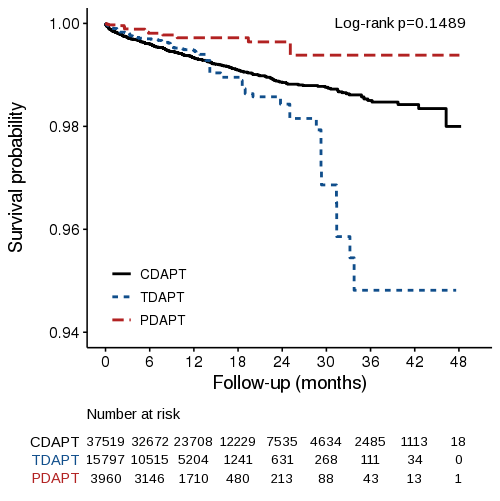 Log-rank p=0.1489
Survival probability
1.00
0.98
0.96
0.94
CDAPT
TDAPT
PDAPT
0 6 12 18 24 30 36 42 48
Follow-up (months)
Number at risk
CDAPT 37519 32672 23708 12229 7535 4634 2485 1113 18
TDAPT 15797 10515 5204 1241 631 268 111 34 0
PDAPT 3960 3146 1710 480 213 88 43 13 1